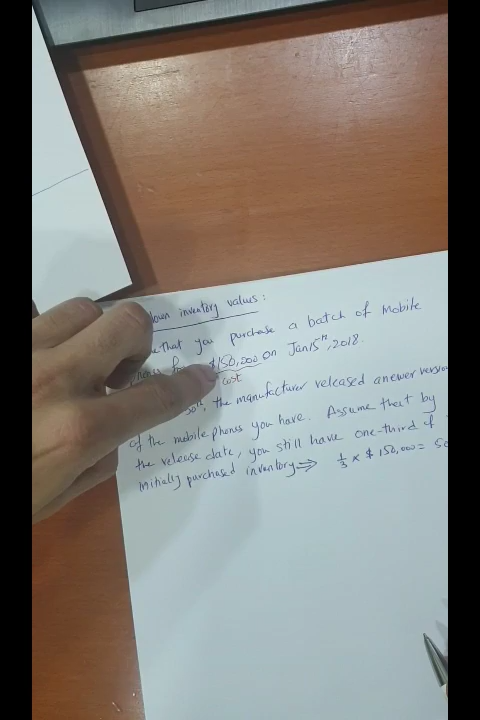 down inventory values:
that you purchase a batch of Mobile
$150,000 on Jan 15th, 2018.
cost
30th, the manufacturer released a newer version
of the mobile phones you have. Assume that by
the release date, you still have one-third of
initially purchased inventory ⇒ 1/3 × $150,000 = 50